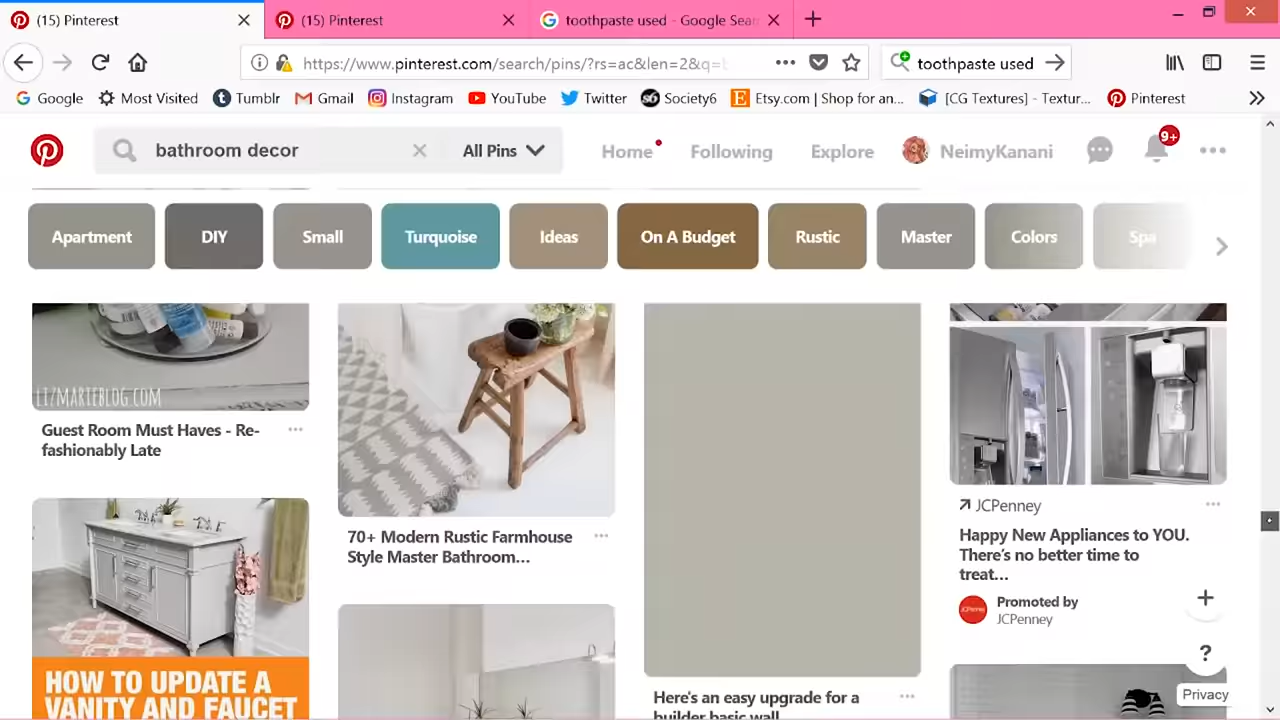 (15) Pinterest
(15) Pinterest
toothpaste used - Google Sear
https://www.pinterest.com/search/pins/?rs=ac&len=2&q=b
toothpaste used
Google
Most Visited
Tumblr
Gmail
Instagram
YouTube
Twitter
Society6
Etsy.com | Shop for an...
[CG Textures] - Textur...
Pinterest
bathroom decor
All Pins
Home
Following
Explore
NeimyKanani
9+
Apartment
DIY
Small
Turquoise
Ideas
On A Budget
Rustic
Master
Colors
Spa
LIZMARIEBLOG.COM
Guest Room Must Haves - Re-
fashionably Late
70+ Modern Rustic Farmhouse
Style Master Bathroom...
JCPenney
Happy New Appliances to YOU.
There's no better time to
treat...
JCPenney
Promoted by
JCPenney
HOW TO UPDATE A
VANITY AND FAUCET
Here's an easy upgrade for a
builder basic wall
?
Privacy